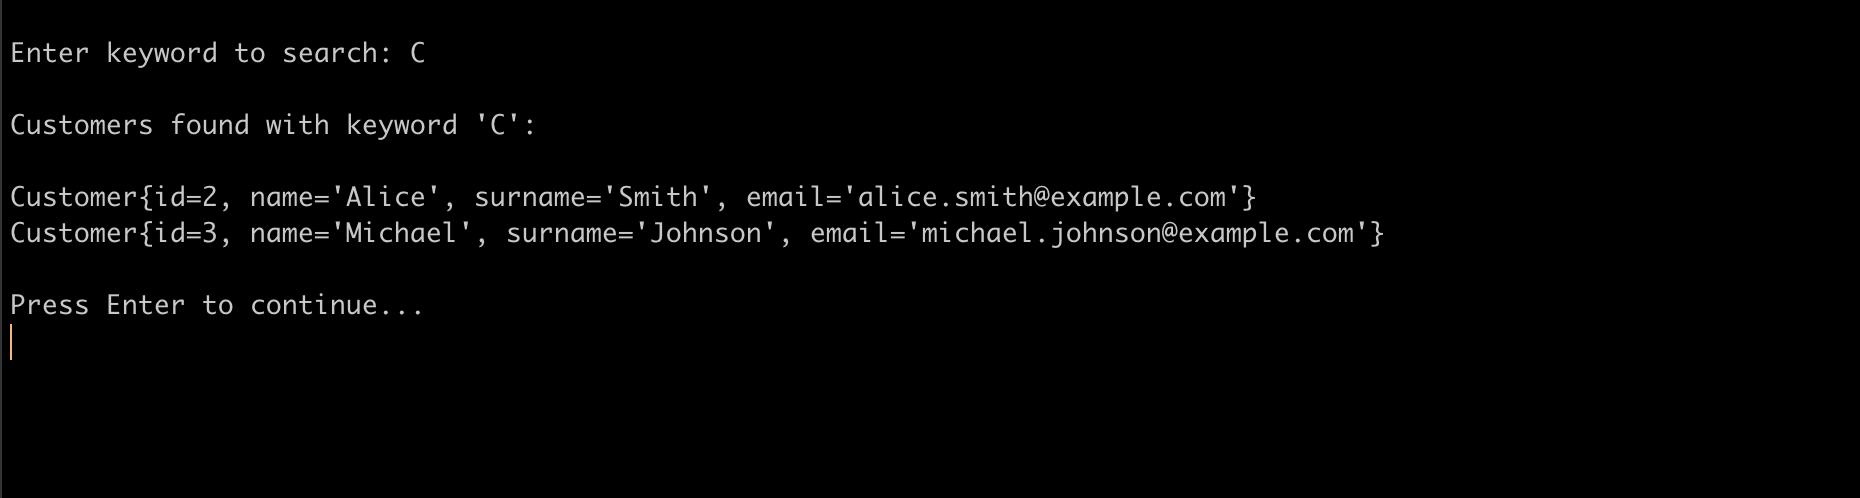 Enter keyword to search: C
Customers found with keyword 'C':
Customer{id=2, name='Alice', surname='Smith', email='alice.smith@example.com'}
Customer{id=3, name='Michael', surname='Johnson', email='michael.johnson@example.com'}
Press Enter to continue...